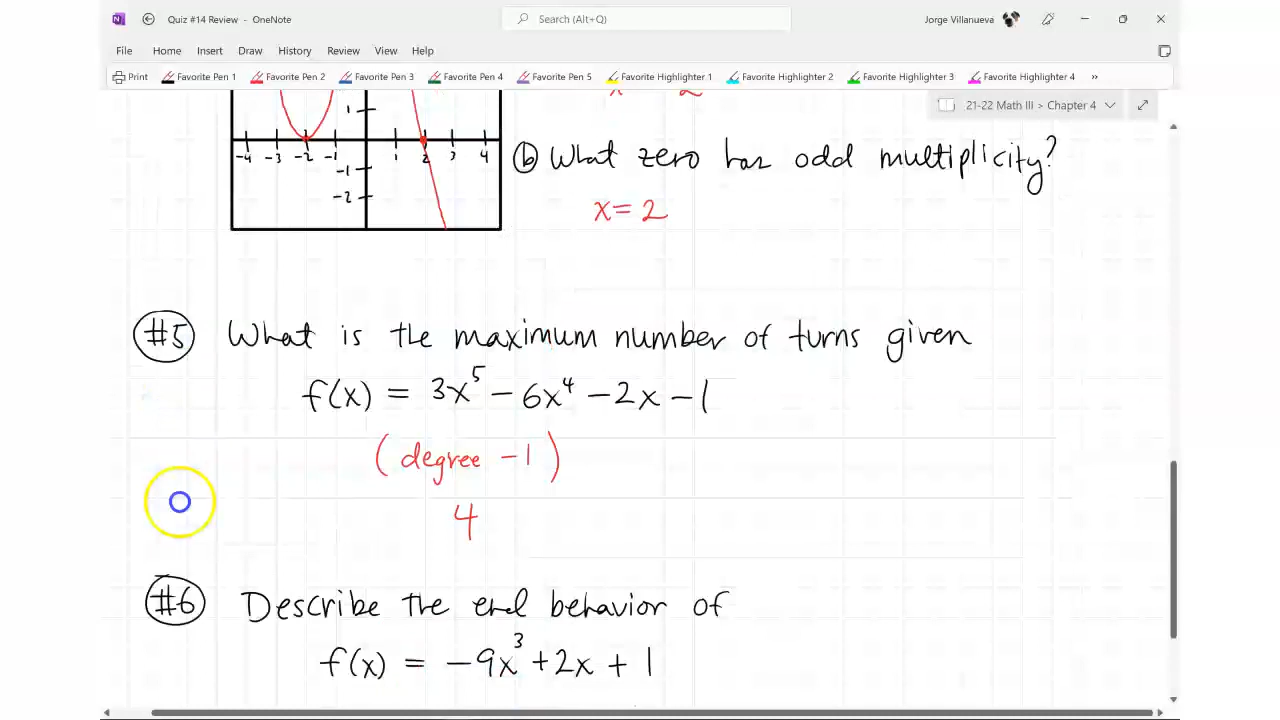 Quiz #14 Review - OneNote
Search (Alt+Q)
Jorge Villanueva
File Home Insert Draw History Review View Help
Print Favorite Pen 1 Favorite Pen 2 Favorite Pen 3 Favorite Pen 4 Favorite Pen 5 Favorite Highlighter 1 Favorite Highlighter 2 Favorite Highlighter 3 Favorite Highlighter 4
21-22 Math III > Chapter 4
1
-4 -3 -2 -1 1 2 3 4
-1
-2
ⓑ What zero has odd multiplicity?
x = 2
#5 What is the maximum number of turns given
f(x) = 3x⁵ - 6x⁴ - 2x - 1
(degree - 1)
4
#6 Describe the end behavior of
f(x) = -9x³ + 2x + 1